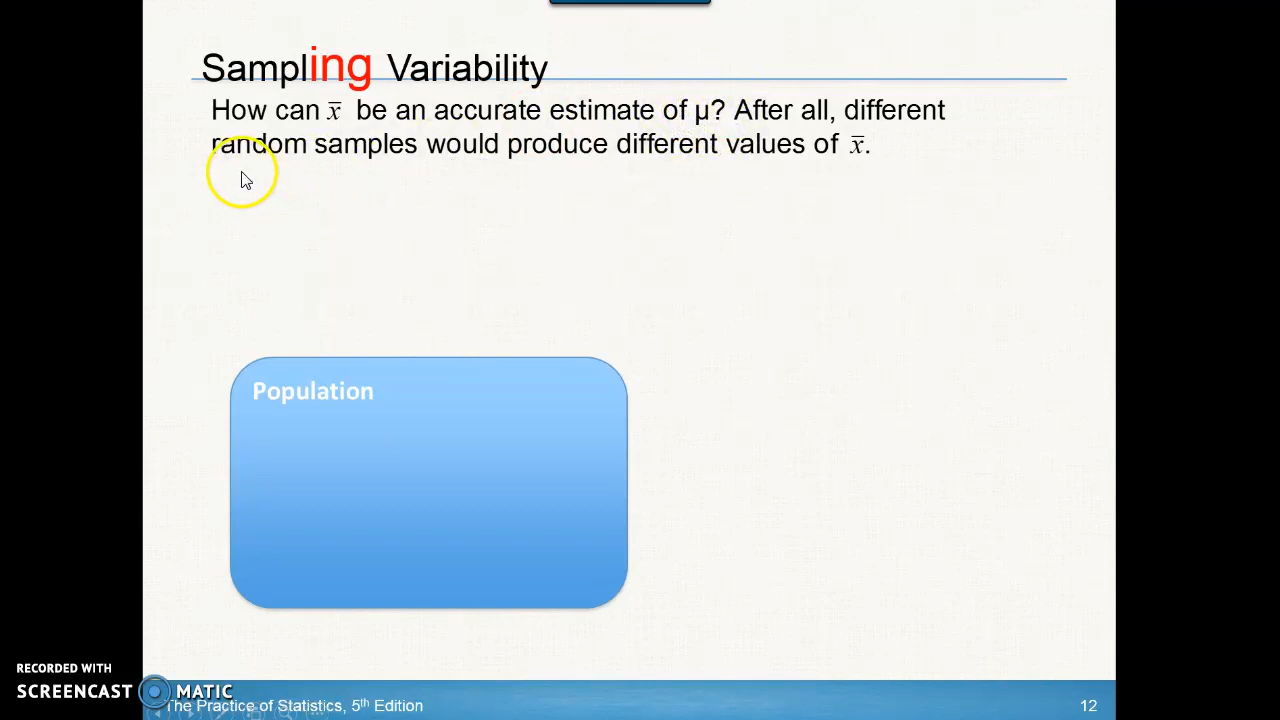 Sampling Variability
How can x̅ be an accurate estimate of μ? After all, different
random samples would produce different values of x̅.
Population
RECORDED WITH
SCREENCAST MATIC
The Practice of Statistics, 5th Edition
12